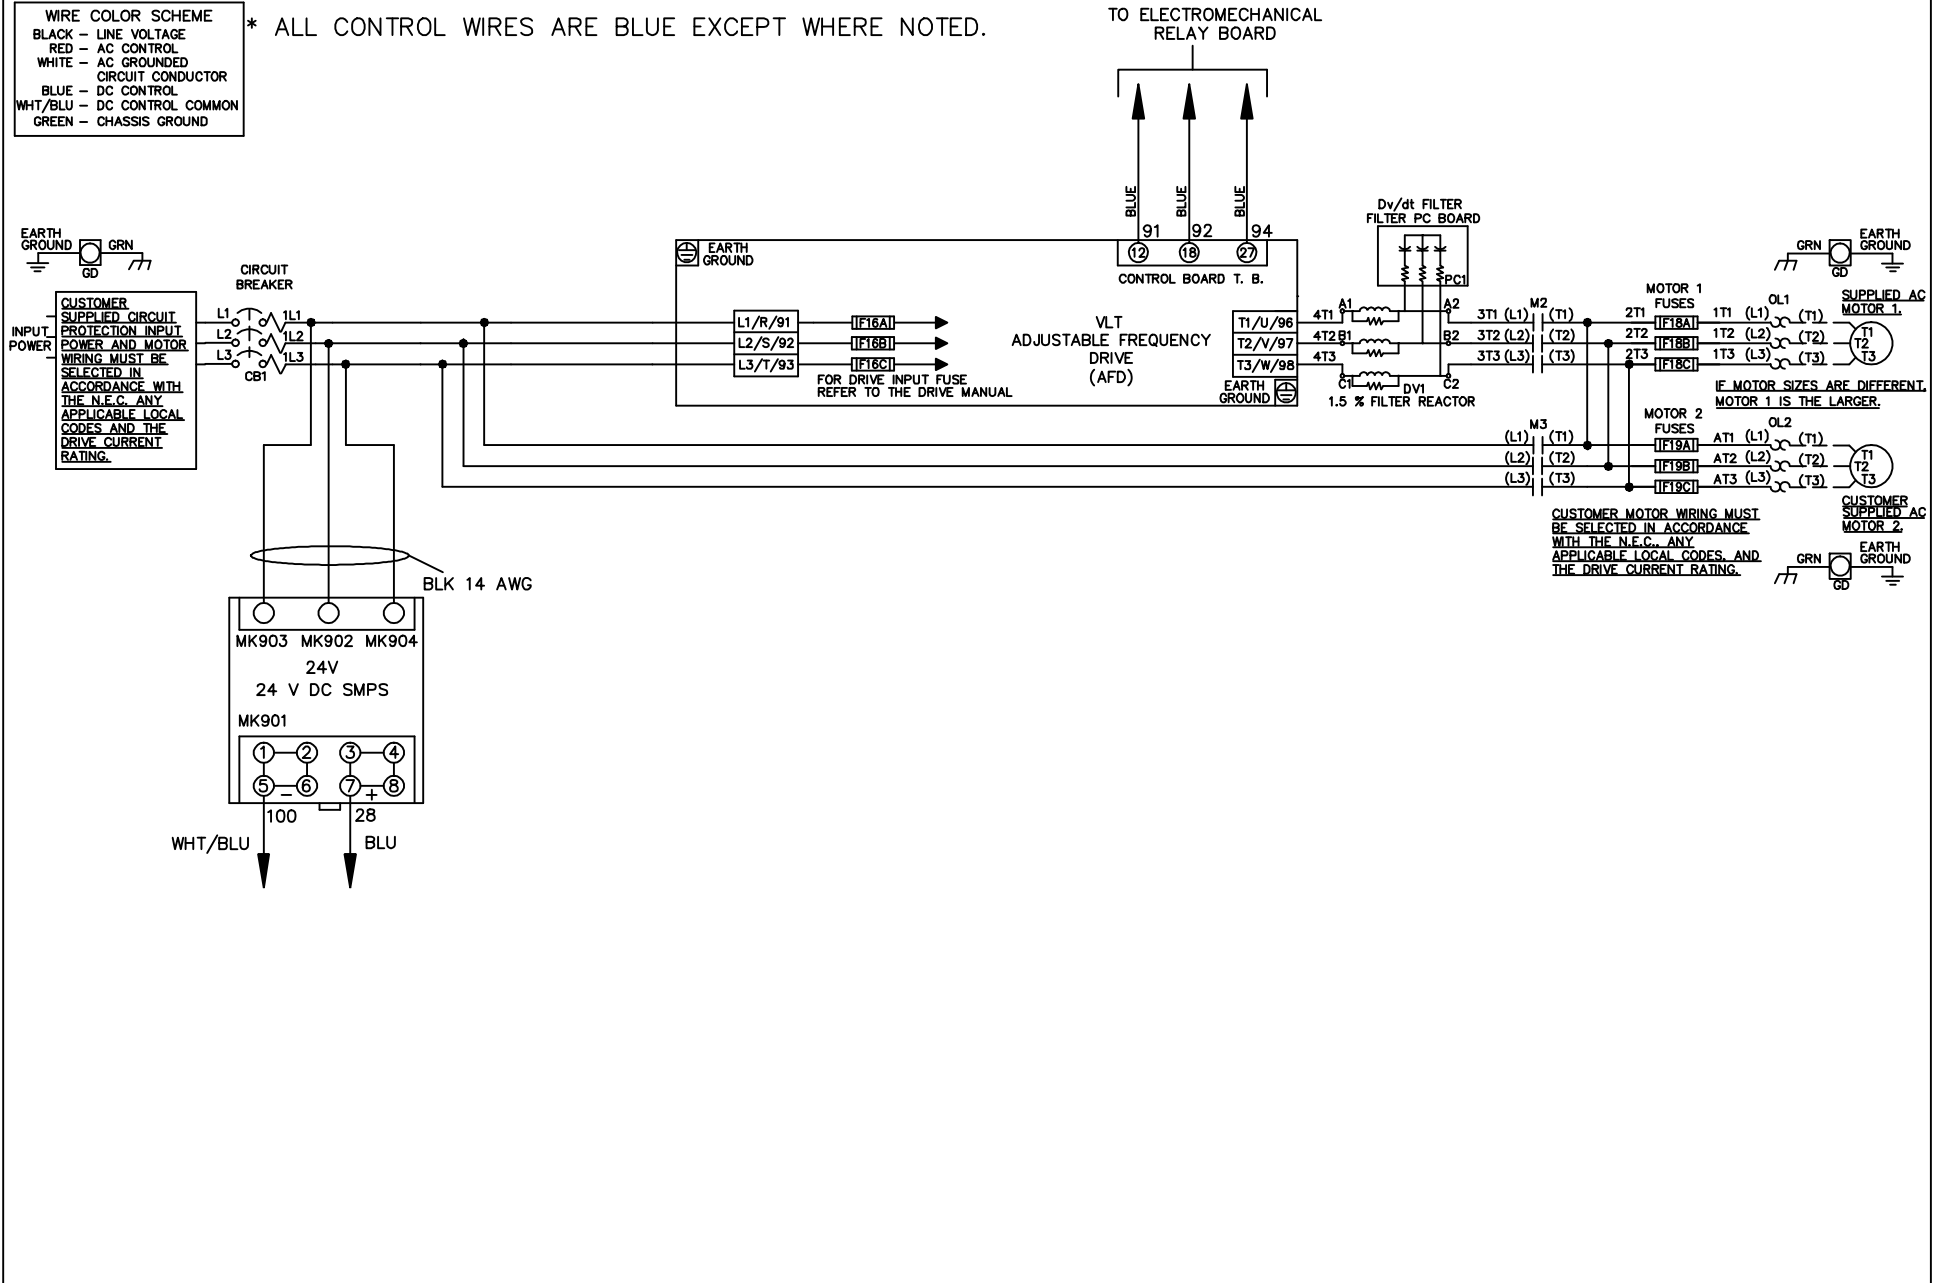 WIRE COLOR SCHEME
BLACK – LINE VOLTAGE
RED – AC CONTROL
WHITE – AC GROUNDED
CIRCUIT CONDUCTOR
BLUE – DC CONTROL
WHT/BLU – DC CONTROL COMMON
GREEN – CHASSIS GROUND
* ALL CONTROL WIRES ARE BLUE EXCEPT WHERE NOTED.
TO ELECTROMECHANICAL
RELAY BOARD
BLUE
BLUE
BLUE
91 92 94
12 18 27
CONTROL BOARD T. B.
EARTH
GROUND
GRN
GD
CIRCUIT
BREAKER
INPUT
POWER
CUSTOMER
SUPPLIED CIRCUIT
PROTECTION INPUT
POWER AND MOTOR
WIRING MUST BE
SELECTED IN
ACCORDANCE WITH
THE N.E.C. ANY
APPLICABLE LOCAL
CODES AND THE
DRIVE CURRENT
RATING.
L1 1L1
L2 1L2
L3 1L3
CB1
EARTH
GROUND
L1/R/91
L2/S/92
L3/T/93
F16A
F16B
F16C
FOR DRIVE INPUT FUSE
REFER TO THE DRIVE MANUAL
VLT
ADJUSTABLE FREQUENCY
DRIVE
(AFD)
T1/U/96
T2/V/97
T3/W/98
EARTH
GROUND
Dv/dt FILTER
FILTER PC BOARD
PC1
4T1 A1 A2
4T2 B1 B2
4T3
C1 DV1 C2
1.5 % FILTER REACTOR
M2
3T1 (L1) (T1)
3T2 (L2) (T2)
3T3 (L3) (T3)
MOTOR 1
FUSES
2T1 F18A 1T1 (L1) (T1)
2T2 F18B 1T2 (L2) (T2)
2T3 F18C 1T3 (L3) (T3)
OL1
GRN
GD
EARTH
GROUND
SUPPLIED AC
MOTOR 1.
T1
T2
T3
IF MOTOR SIZES ARE DIFFERENT,
MOTOR 1 IS THE LARGER.
M3
(L1) (T1)
(L2) (T2)
(L3) (T3)
MOTOR 2
FUSES
F19A AT1 (L1) (T1)
F19B AT2 (L2) (T2)
F19C AT3 (L3) (T3)
OL2
T1
T2
T3
CUSTOMER
SUPPLIED AC
MOTOR 2.
CUSTOMER MOTOR WIRING MUST
BE SELECTED IN ACCORDANCE
WITH THE N.E.C., ANY
APPLICABLE LOCAL CODES, AND
THE DRIVE CURRENT RATING.
GRN
GD
EARTH
GROUND
BLK 14 AWG
MK903 MK902 MK904
24V
24 V DC SMPS
MK901
1 2 3 4
5 6 7 8
– +
100 28
WHT/BLU BLU